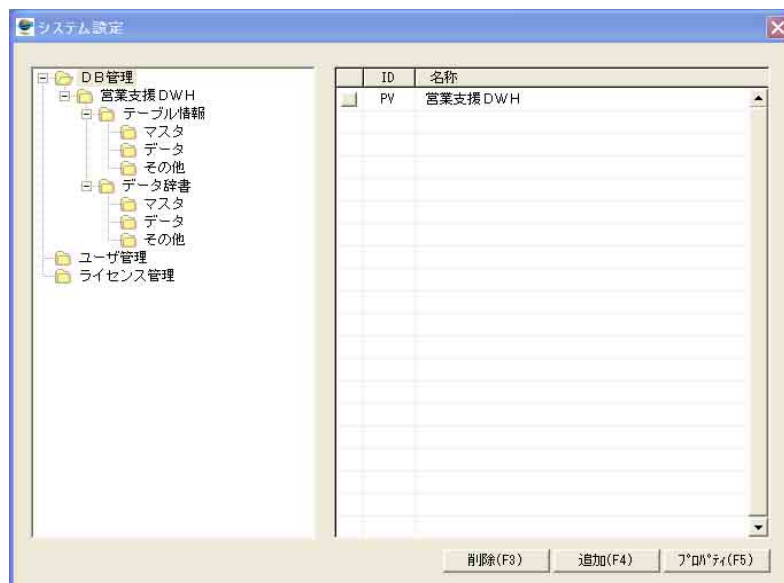 システム設定
DB管理
営業支援DWH
テーブル情報
マスタ
データ
その他
データ辞書
マスタ
データ
その他
ユーザ管理
ライセンス管理
ID 名称
PV 営業支援DWH
削除(F3) 追加(F4) プロパティ(F5)